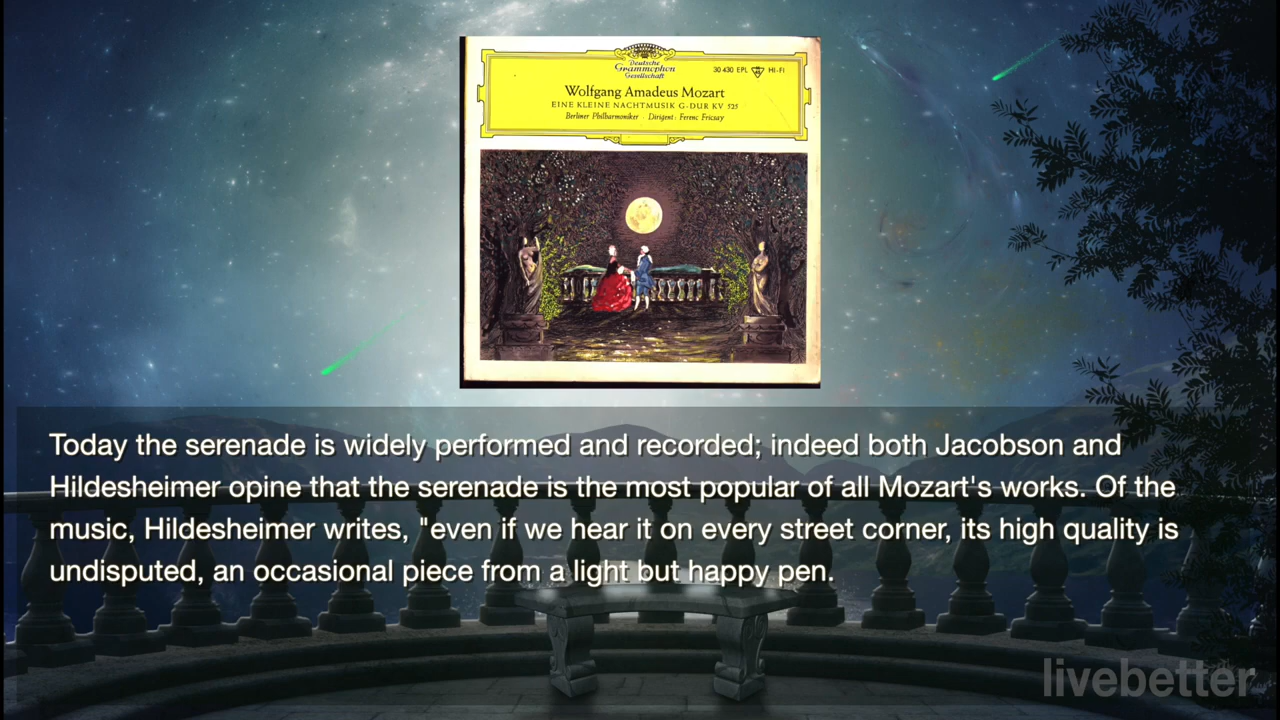 Deutsche
Grammophon
Gesellschaft
30 430 EPL HI-FI
Wolfgang Amadeus Mozart
EINE KLEINE NACHTMUSIK G-DUR KV 525
Berliner Philharmoniker · Dirigent: Ferenc Fricsay
Today the serenade is widely performed and recorded; indeed both Jacobson and
Hildesheimer opine that the serenade is the most popular of all Mozart's works. Of the
music, Hildesheimer writes, "even if we hear it on every street corner, its high quality is
undisputed, an occasional piece from a light but happy pen.
livebetter